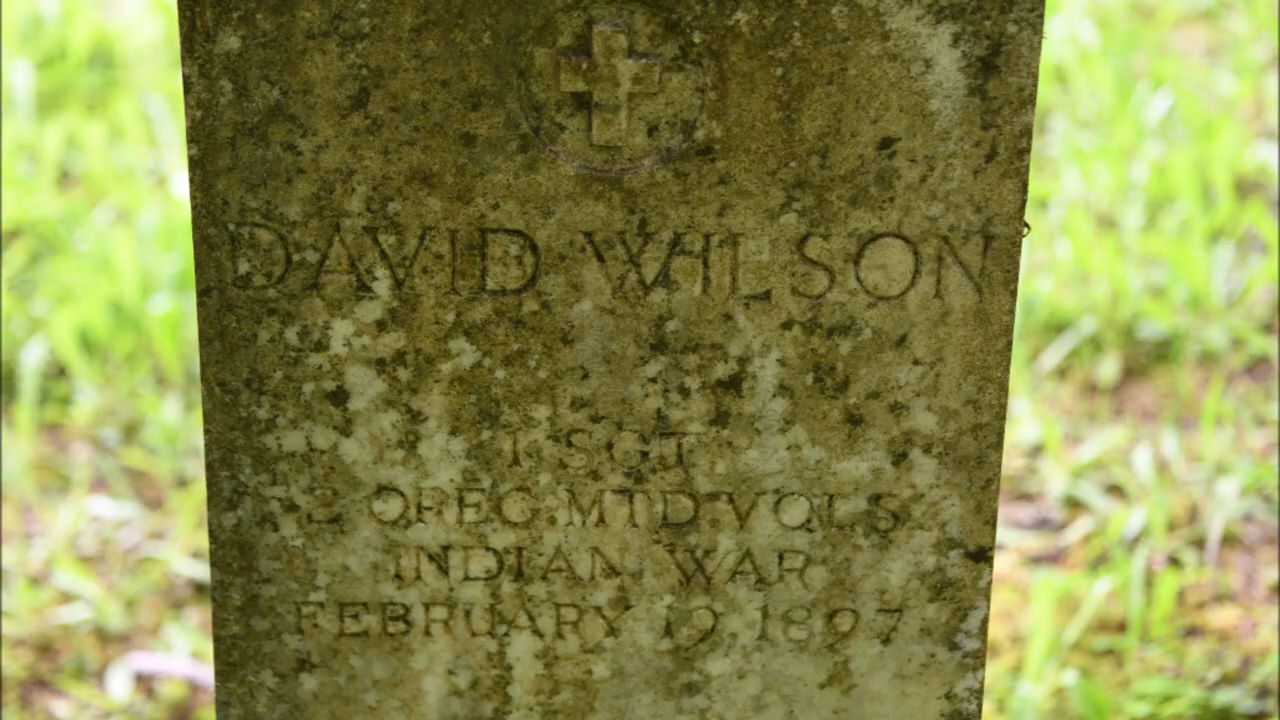 DAVID WILSON
1 SGT
2 OREG. MTD. VOLS
INDIAN WAR
FEBRUARY 19 1897